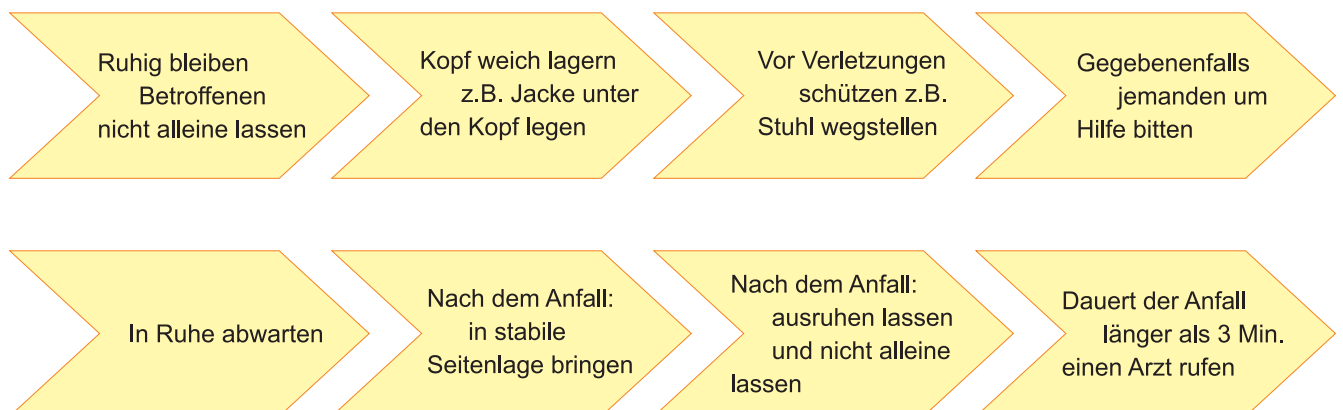 Ruhig bleiben
Betroffenen
nicht alleine lassen
Kopf weich lagern
z.B. Jacke unter
den Kopf legen
Vor Verletzungen
schützen z.B.
Stuhl wegstellen
Gegebenenfalls
jemanden um
Hilfe bitten
In Ruhe abwarten
Nach dem Anfall:
in stabile
Seitenlage bringen
Nach dem Anfall:
ausruhen lassen
und nicht alleine
lassen
Dauert der Anfall
länger als 3 Min.
einen Arzt rufen